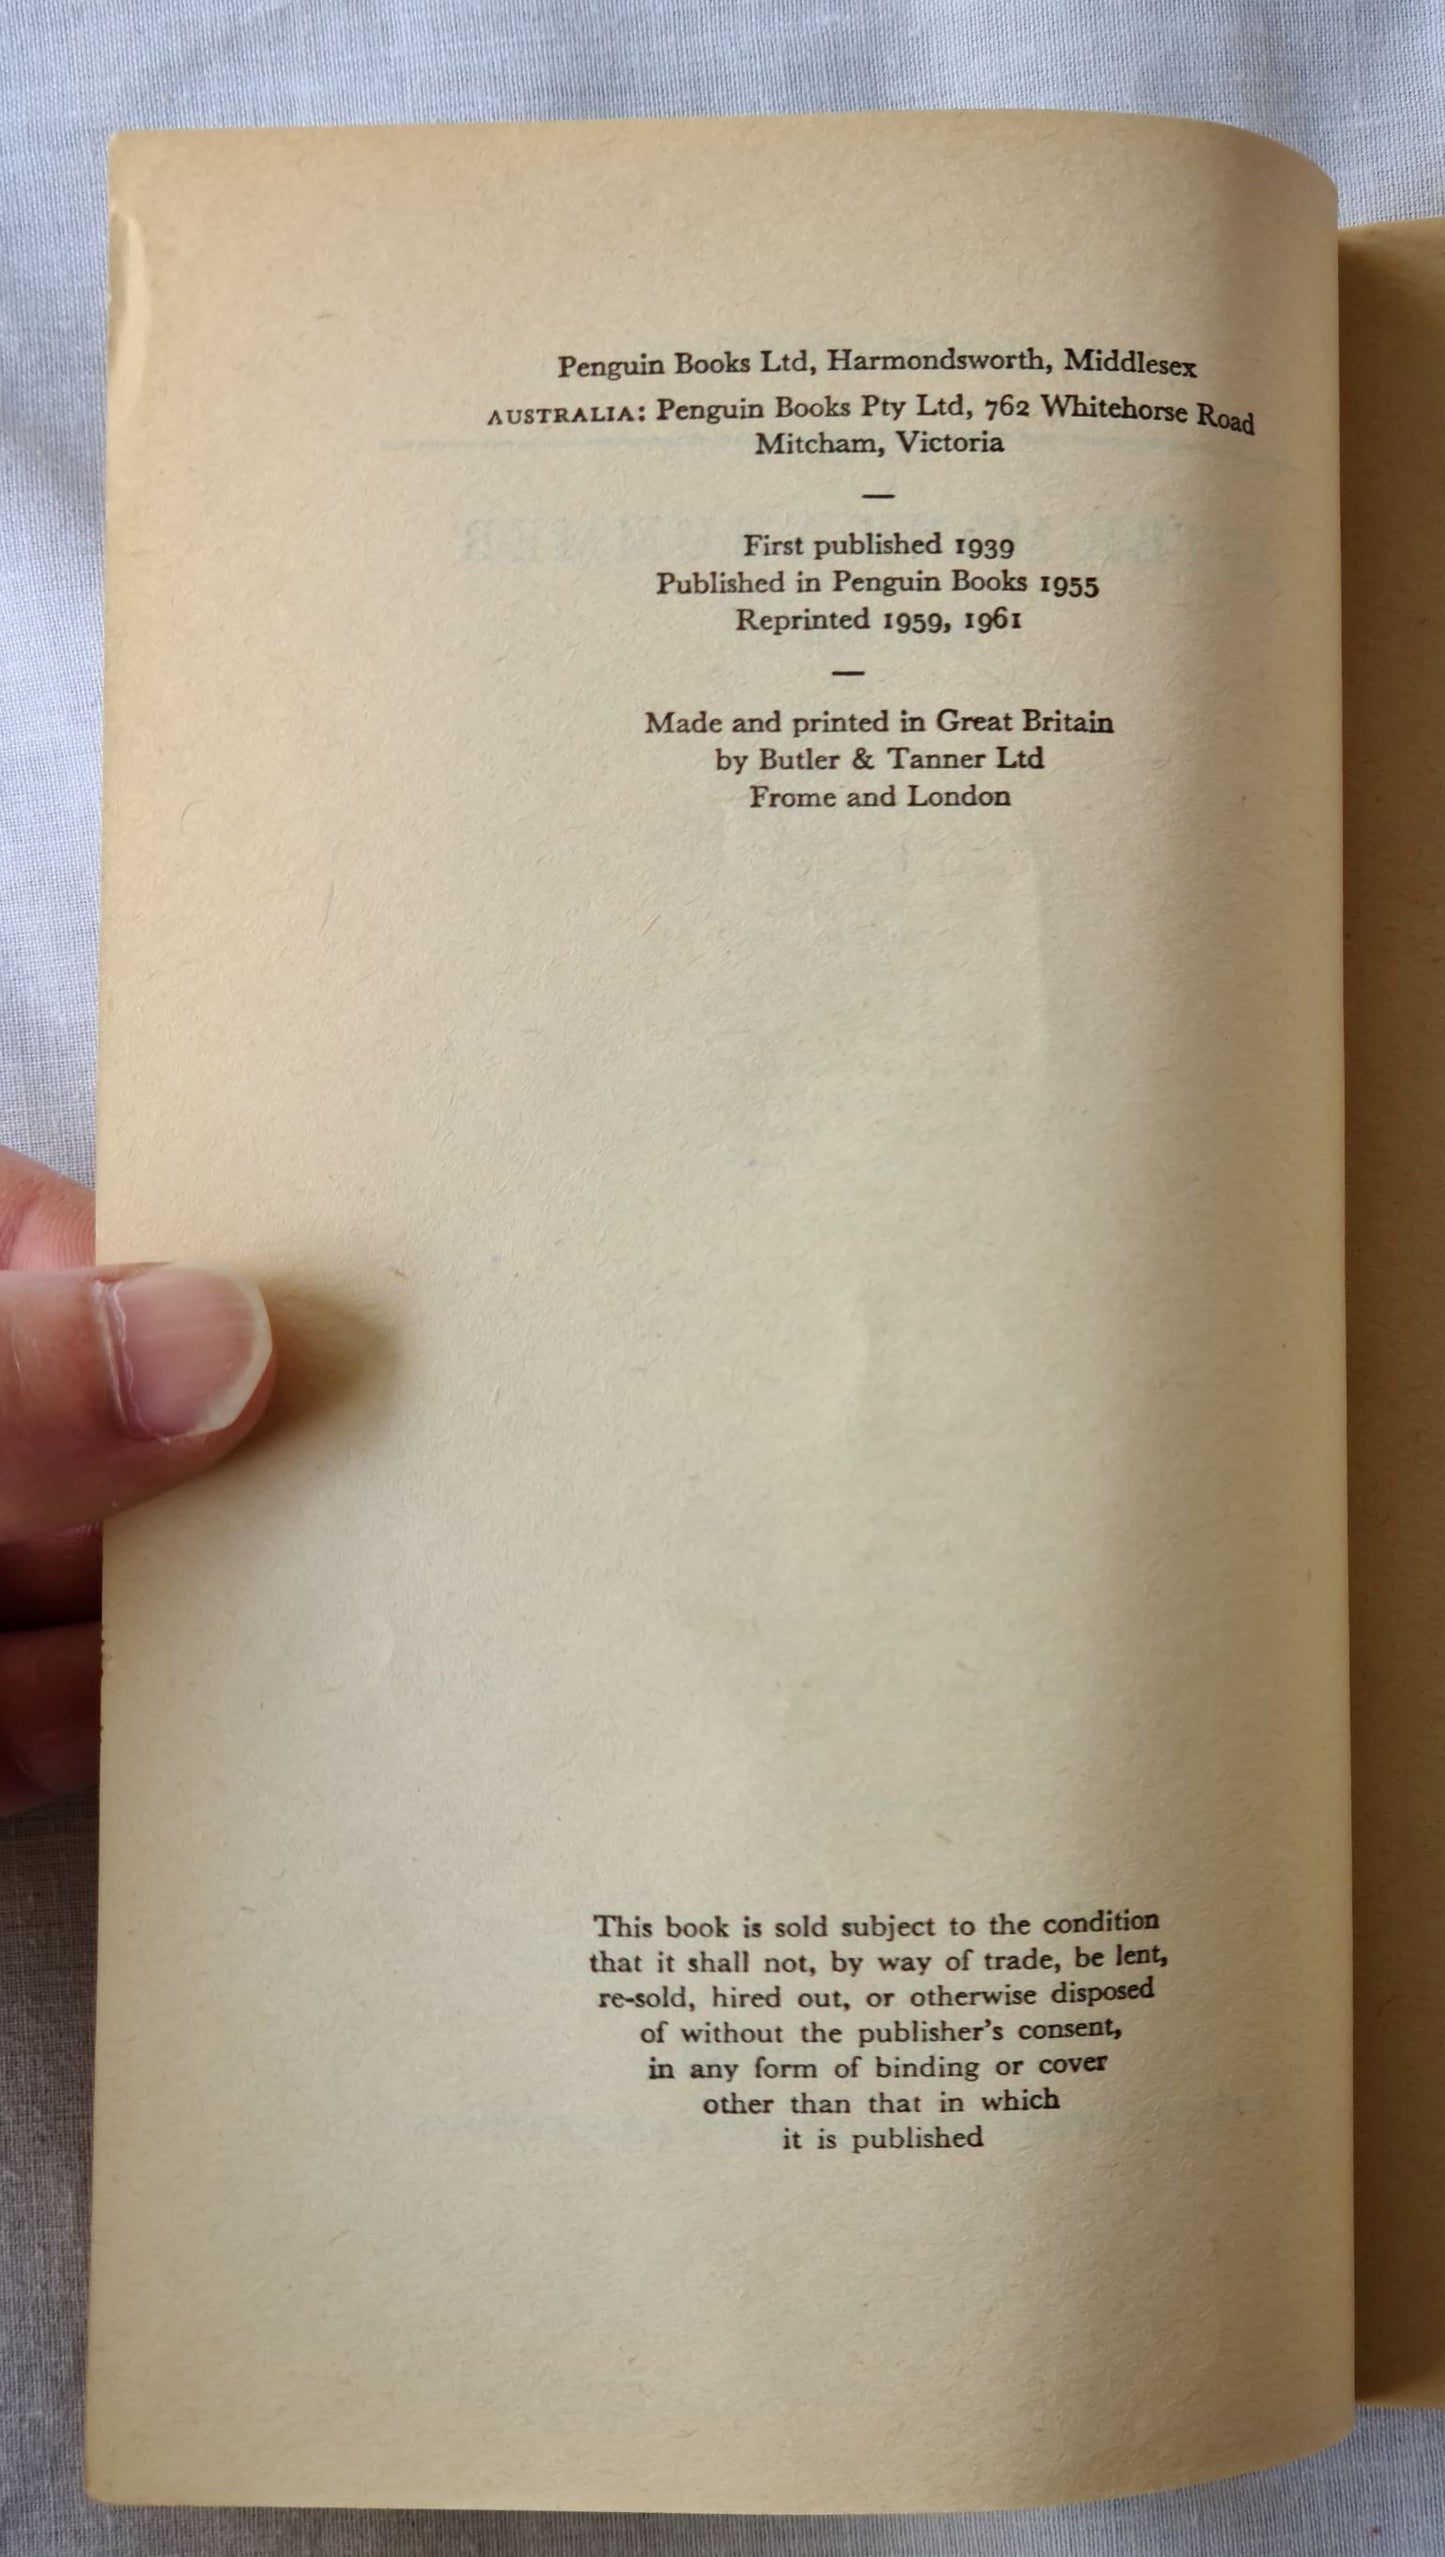 Penguin Books Ltd, Harmondsworth, Middlesex
AUSTRALIA: Penguin Books Pty Ltd, 762 Whitehorse Road
Mitcham, Victoria
—
First published 1939
Published in Penguin Books 1955
Reprinted 1959, 1961
—
Made and printed in Great Britain
by Butler & Tanner Ltd
Frome and London
This book is sold subject to the condition
that it shall not, by way of trade, be lent,
re-sold, hired out, or otherwise disposed
of without the publisher's consent,
in any form of binding or cover
other than that in which
it is published